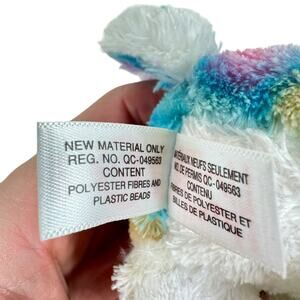 NEW MATERIAL ONLY
REG. NO. QC-049563
CONTENT
POLYESTER FIBRES AND
PLASTIC BEADS
MATERIAUX NEUFS SEULEMENT
NO DE PERMIS QC-049563
CONTENU
FIBRES DE POLYESTER ET
BILLES DE PLASTIQUE